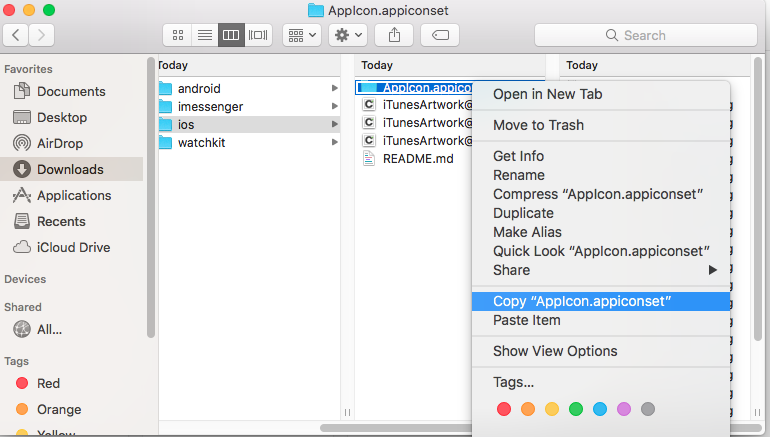 AppIcon.appiconset
Search
Favorites
Documents
Desktop
AirDrop
Downloads
Applications
Recents
iCloud Drive
Devices
Shared
All...
Tags
Red
Orange
Yellow
Today
android
imessenger
ios
watchkit
Today
AppIcon.appico
iTunesArtwork@
iTunesArtwork@
iTunesArtwork@
README.md
Today
Open in New Tab
Move to Trash
Get Info
Rename
Compress “AppIcon.appiconset”
Duplicate
Make Alias
Quick Look “AppIcon.appiconset”
Share
Copy “AppIcon.appiconset”
Paste Item
Show View Options
Tags...